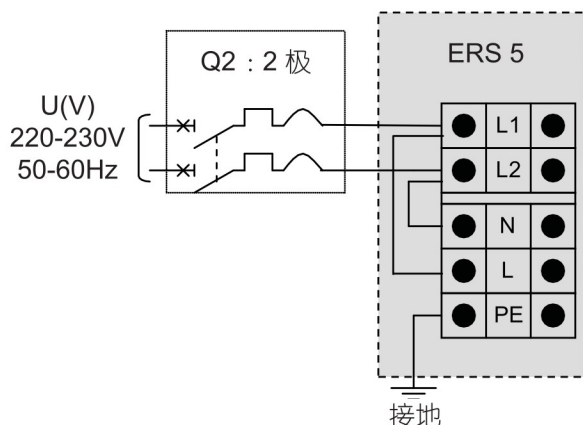 Q2：2 极
ERS 5
U(V)
220-230V
50-60Hz
L1
L2
N
L
PE
接地